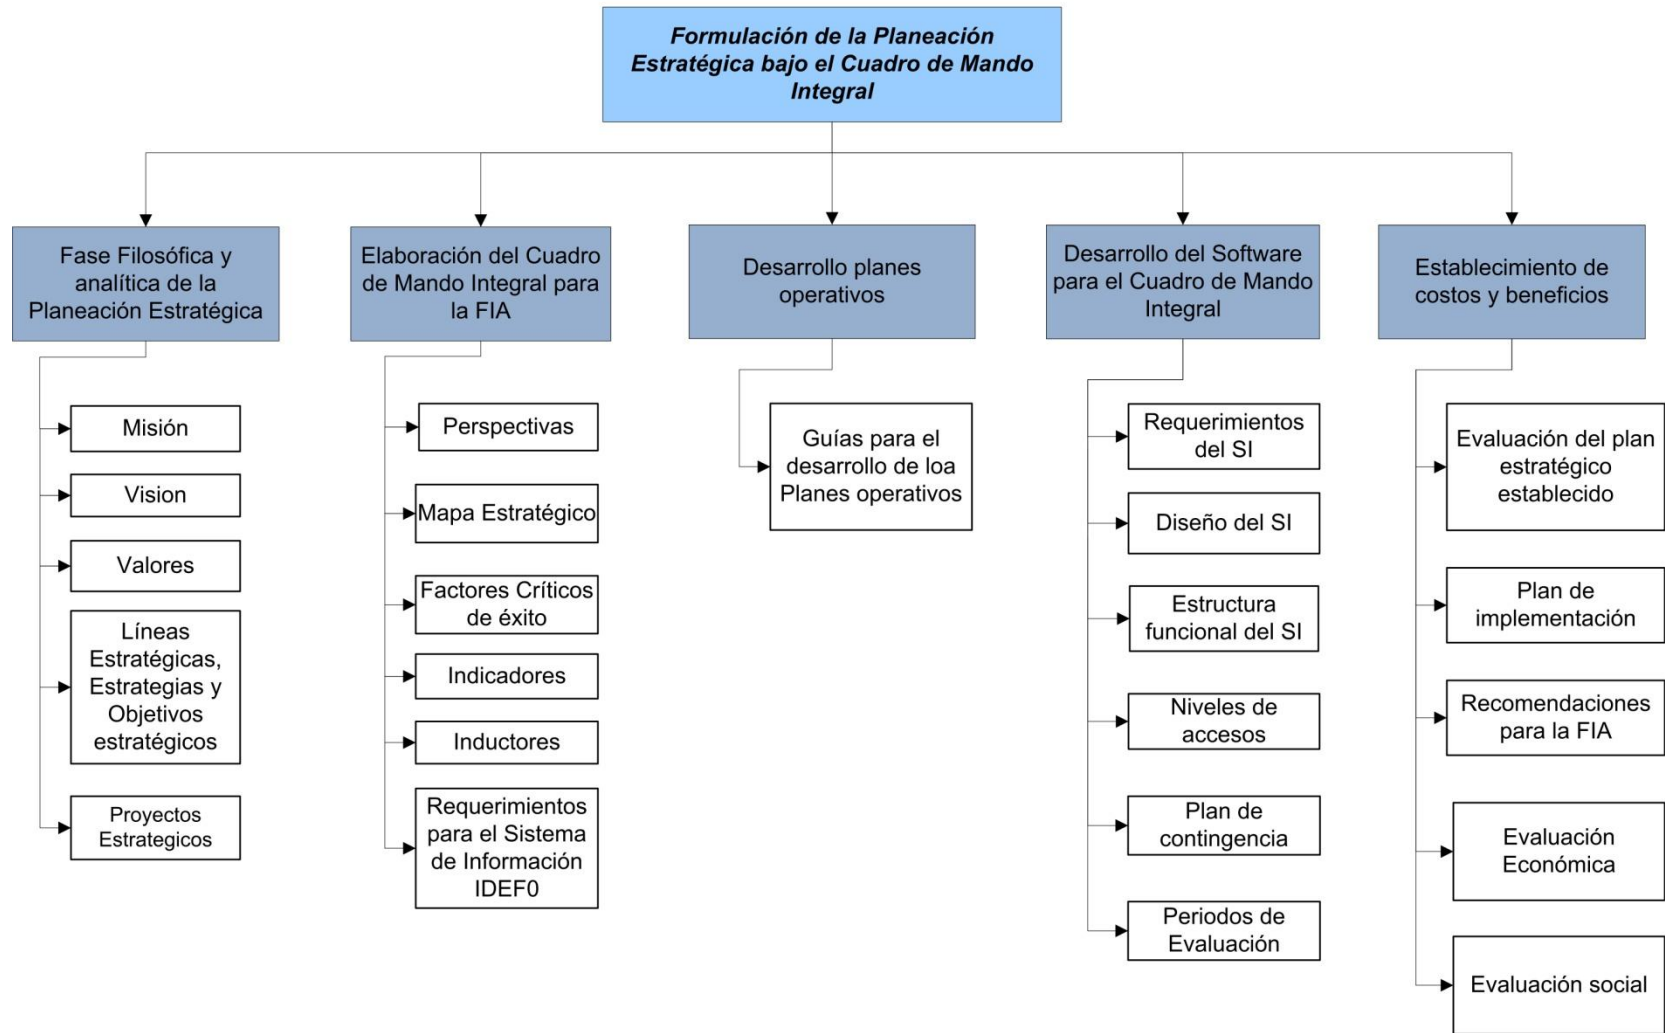 Formulación de la Planeación
Estratégica bajo el Cuadro de Mando
Integral
Fase Filosófica y
analítica de la
Planeación Estratégica
Misión
Vision
Valores
Líneas
Estratégicas,
Estrategias y
Objetivos
estratégicos
Proyectos
Estrategicos
Elaboración del Cuadro
de Mando Integral para
la FIA
Perspectivas
Mapa Estratégico
Factores Críticos
de éxito
Indicadores
Inductores
Requerimientos
para el Sistema
de Información
IDEF0
Desarrollo planes
operativos
Guías para el
desarrollo de loa
Planes operativos
Desarrollo del Software
para el Cuadro de Mando
Integral
Requerimientos
del SI
Diseño del SI
Estructura
funcional del SI
Niveles de
accesos
Plan de
contingencia
Periodos de
Evaluación
Establecimiento de
costos y beneficios
Evaluación del plan
estratégico
establecido
Plan de
implementación
Recomendaciones
para la FIA
Evaluación
Económica
Evaluación social